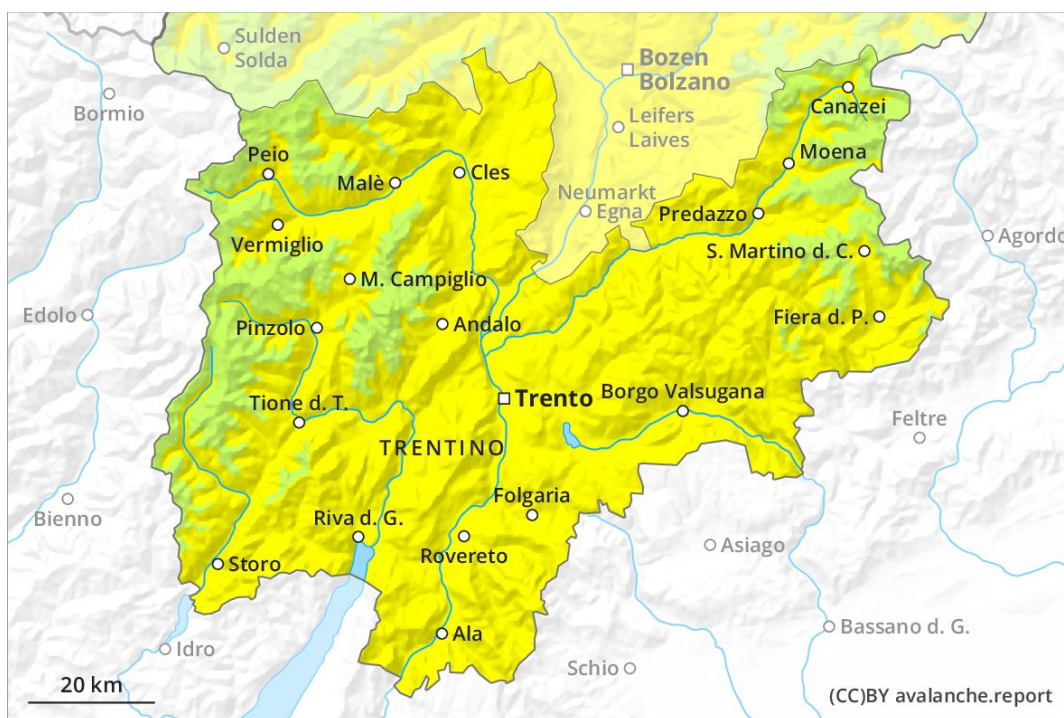 Sulden
Solda
Bozen
Bolzano
Bormio
Canazei
Leifers
Laives
Peio
Malè
Cles
Moena
Neumarkt
Egna
Predazzo
Vermiglio
Agordo
S. Martino d. C.
M. Campiglio
Edolo
Pinzolo
Andalo
Fiera d. P.
Trento
Borgo Valsugana
Tione d. T.
Feltre
TRENTINO
Bienno
Folgaria
Riva d. G.
Rovereto
Asiago
Storo
Ala
Bassano d. G.
Idro
Schio
20 km
(CC)BY avalanche.report